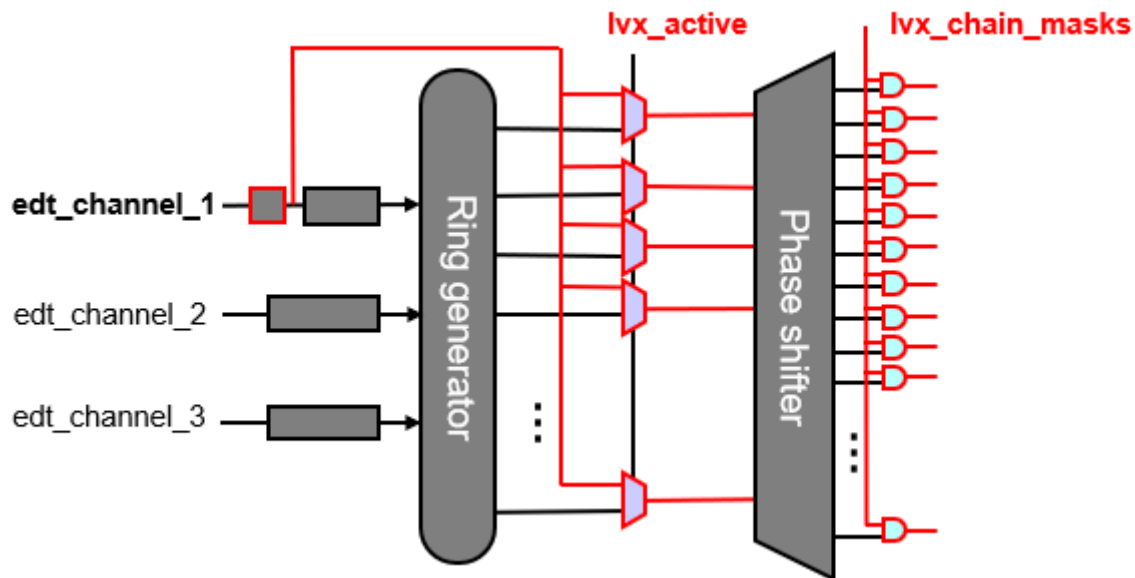 lvx_active
lvx_chain_masks
edt_channel_1
edt_channel_2
edt_channel_3
Ring generator
...
Phase shifter
...